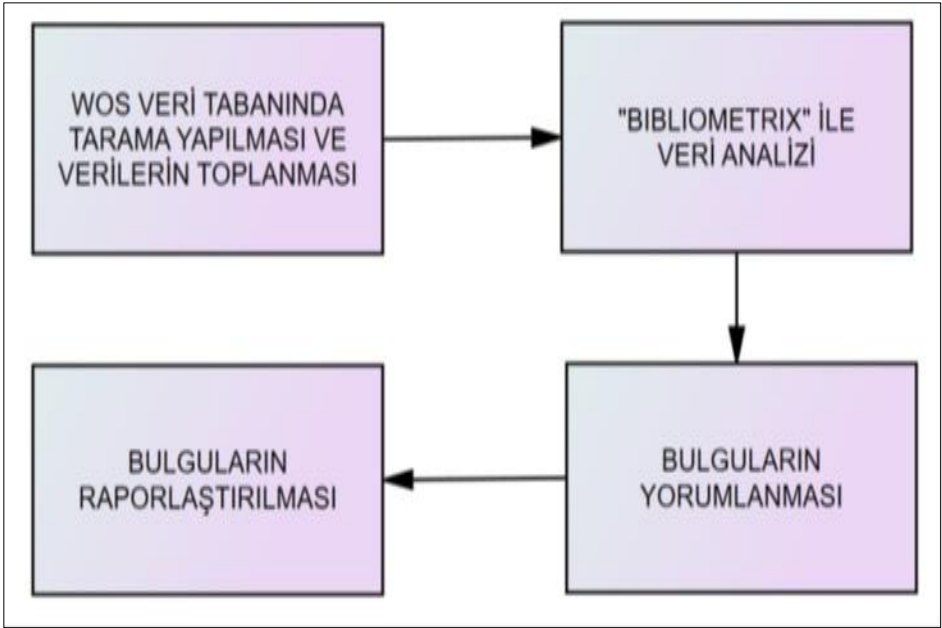 WOS VERİ TABANINDA
TARAMA YAPILMASI VE
VERİLERİN TOPLANMASI
"BIBLIOMETRIX" İLE
VERİ ANALİZİ
BULGULARIN
YORUMLANMASI
BULGULARIN
RAPORLAŞTIRILMASI